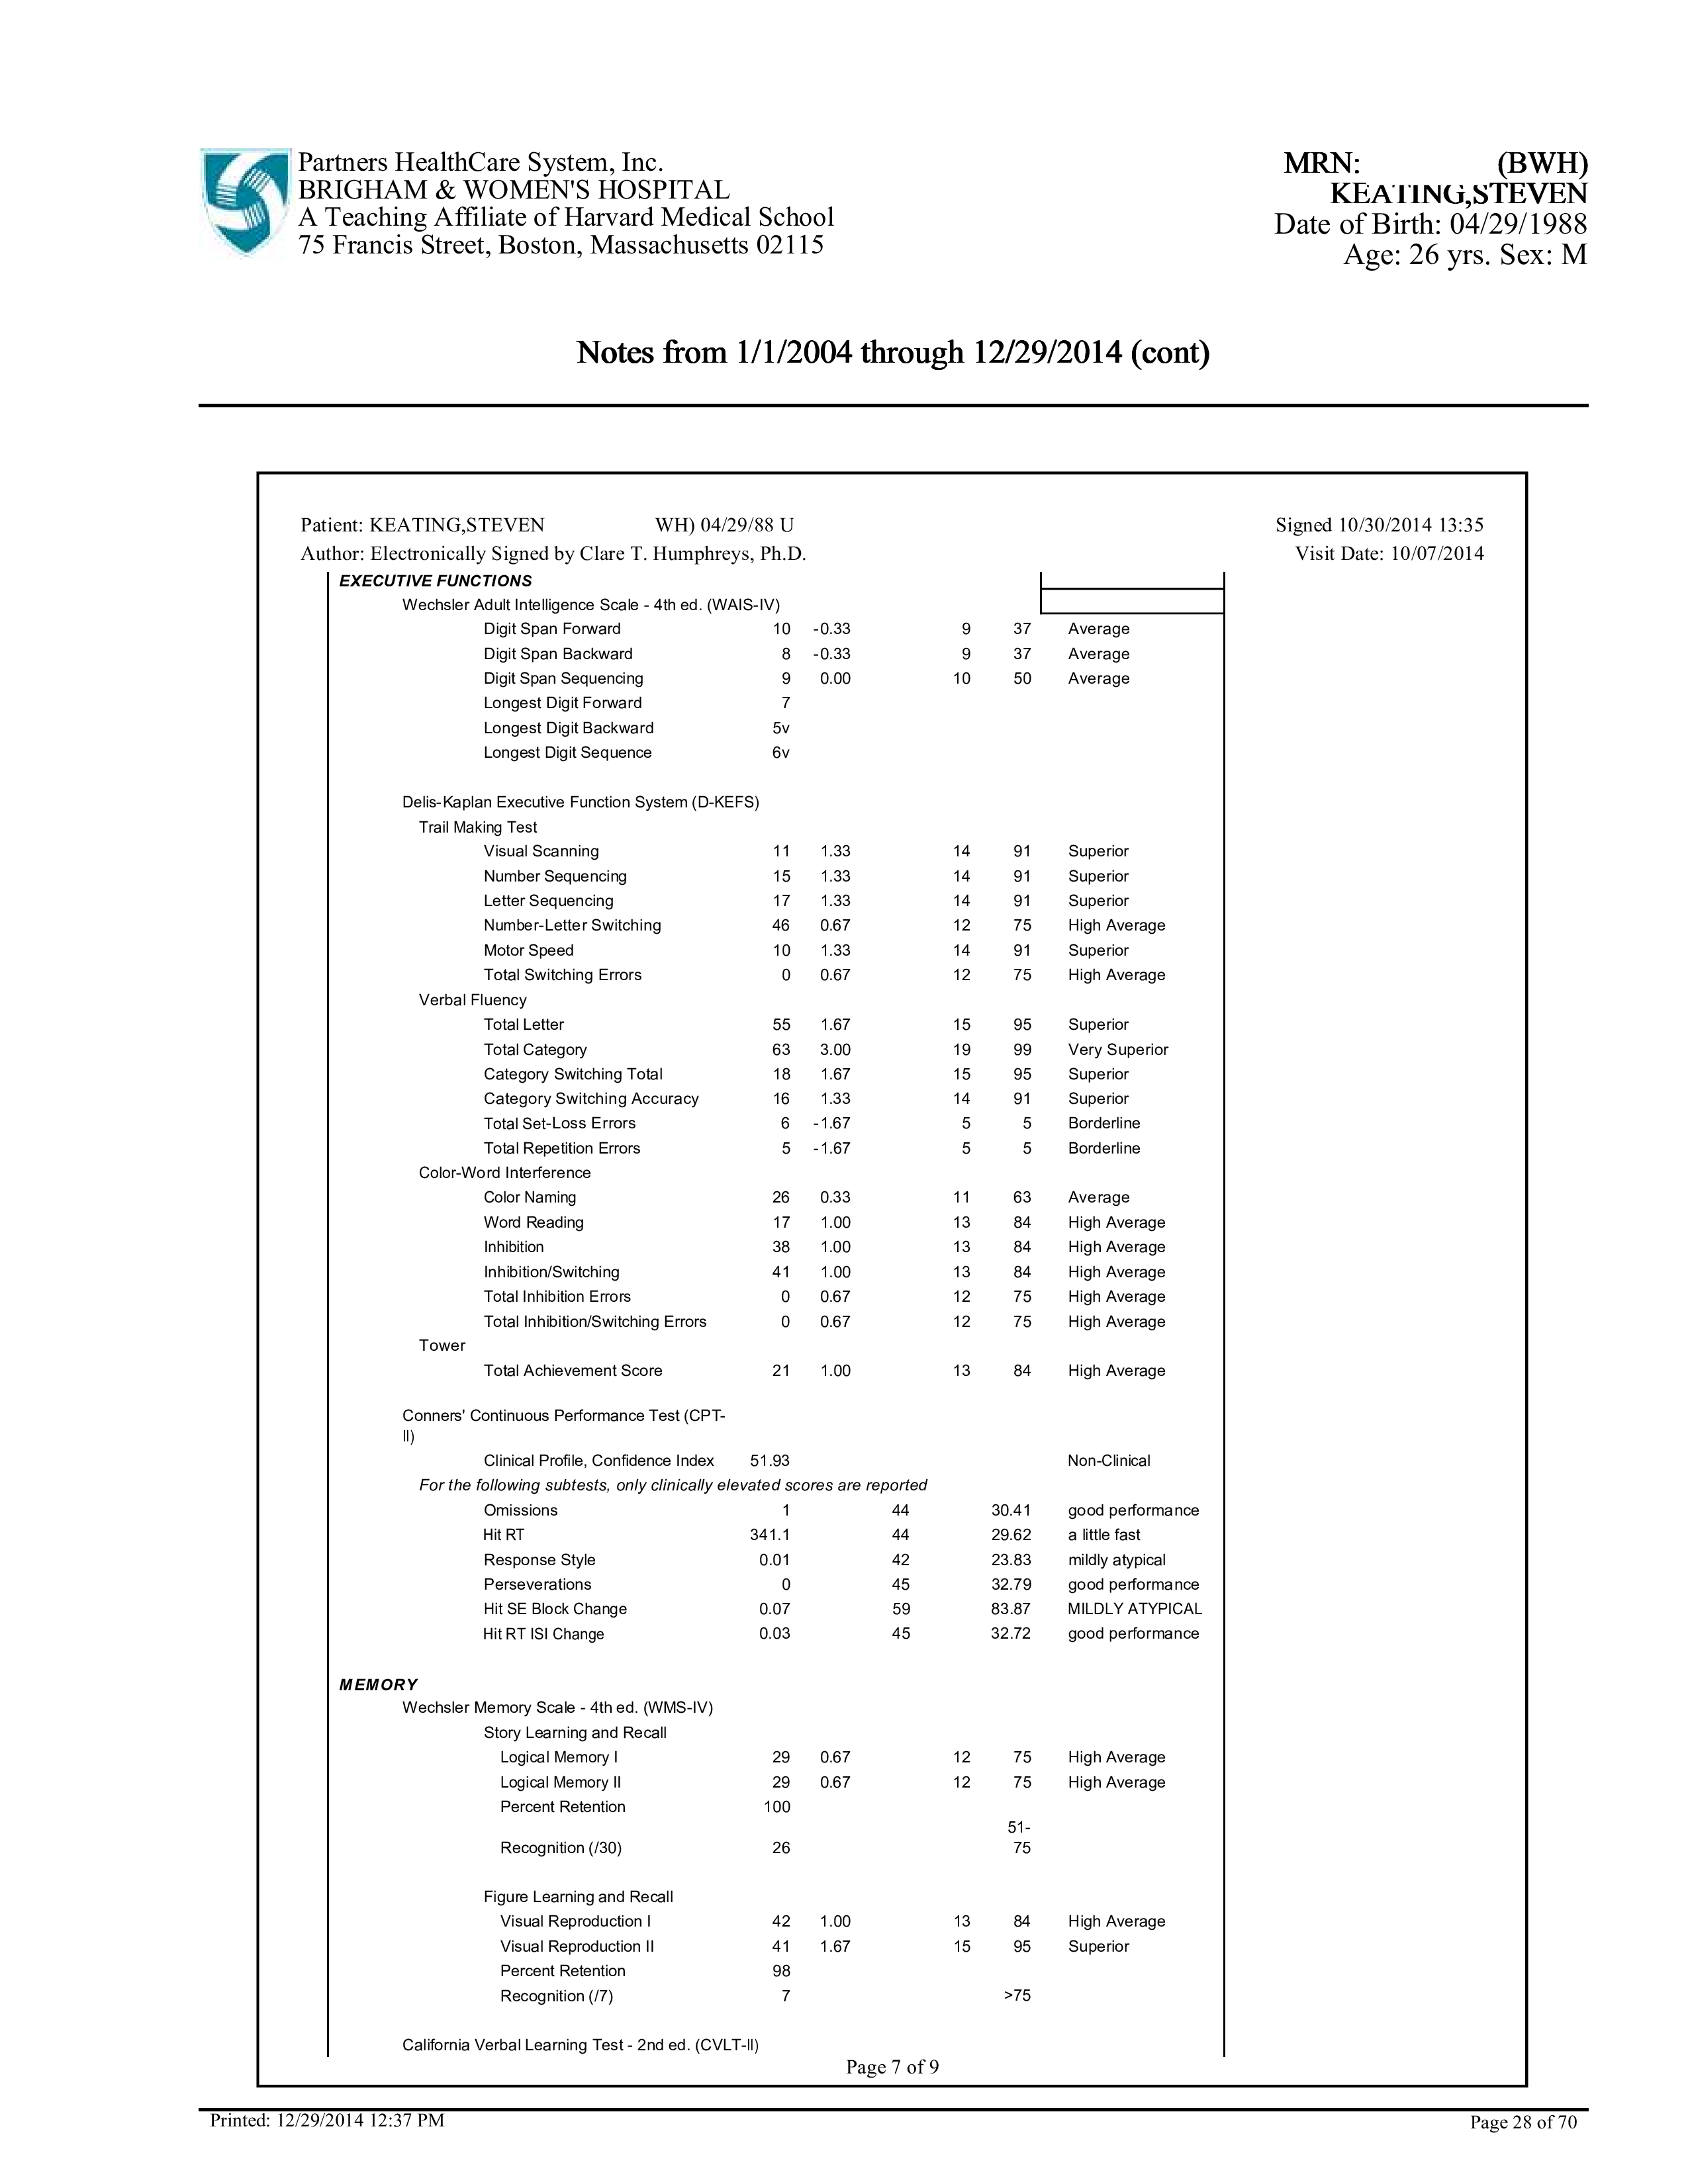 Partners HealthCare System, Inc.
BRIGHAM & WOMEN'S HOSPITAL
A Teaching Affiliate of Harvard Medical School
75 Francis Street, Boston, Massachusetts 02115
MRN: (BWH)
KEATING,STEVEN
Date of Birth: 04/29/1988
Age: 26 yrs. Sex: M
Notes from 1/1/2004 through 12/29/2014 (cont)
Patient: KEATING,STEVEN WH) 04/29/88 U Signed 10/30/2014 13:35
Author: Electronically Signed by Clare T. Humphreys, Ph.D. Visit Date: 10/07/2014
EXECUTIVE FUNCTIONS
Wechsler Adult Intelligence Scale - 4th ed. (WAIS-IV)
Digit Span Forward 10 -0.33 9 37 Average
Digit Span Backward 8 -0.33 9 37 Average
Digit Span Sequencing 9 0.00 10 50 Average
Longest Digit Forward 7
Longest Digit Backward 5v
Longest Digit Sequence 6v
Delis-Kaplan Executive Function System (D-KEFS)
Trail Making Test
Visual Scanning 11 1.33 14 91 Superior
Number Sequencing 15 1.33 14 91 Superior
Letter Sequencing 17 1.33 14 91 Superior
Number-Letter Switching 46 0.67 12 75 High Average
Motor Speed 10 1.33 14 91 Superior
Total Switching Errors 0 0.67 12 75 High Average
Verbal Fluency
Total Letter 55 1.67 15 95 Superior
Total Category 63 3.00 19 99 Very Superior
Category Switching Total 18 1.67 15 95 Superior
Category Switching Accuracy 16 1.33 14 91 Superior
Total Set-Loss Errors 6 -1.67 5 5 Borderline
Total Repetition Errors 5 -1.67 5 5 Borderline
Color-Word Interference
Color Naming 26 0.33 11 63 Average
Word Reading 17 1.00 13 84 High Average
Inhibition 38 1.00 13 84 High Average
Inhibition/Switching 41 1.00 13 84 High Average
Total Inhibition Errors 0 0.67 12 75 High Average
Total Inhibition/Switching Errors 0 0.67 12 75 High Average
Tower
Total Achievement Score 21 1.00 13 84 High Average
Conners' Continuous Performance Test (CPT-
II)
Clinical Profile, Confidence Index 51.93 Non-Clinical
For the following subtests, only clinically elevated scores are reported
Omissions 1 44 30.41 good performance
Hit RT 341.1 44 29.62 a little fast
Response Style 0.01 42 23.83 mildly atypical
Perseverations 0 45 32.79 good performance
Hit SE Block Change 0.07 59 83.87 MILDLY ATYPICAL
Hit RT ISI Change 0.03 45 32.72 good performance
MEMORY
Wechsler Memory Scale - 4th ed. (WMS-IV)
Story Learning and Recall
Logical Memory I 29 0.67 12 75 High Average
Logical Memory II 29 0.67 12 75 High Average
Percent Retention 100
51-
Recognition (/30) 26 75
Figure Learning and Recall
Visual Reproduction I 42 1.00 13 84 High Average
Visual Reproduction II 41 1.67 15 95 Superior
Percent Retention 98
Recognition (/7) 7 >75
California Verbal Learning Test - 2nd ed. (CVLT-II)
Page 7 of 9
Printed: 12/29/2014 12:37 PM Page 28 of 70